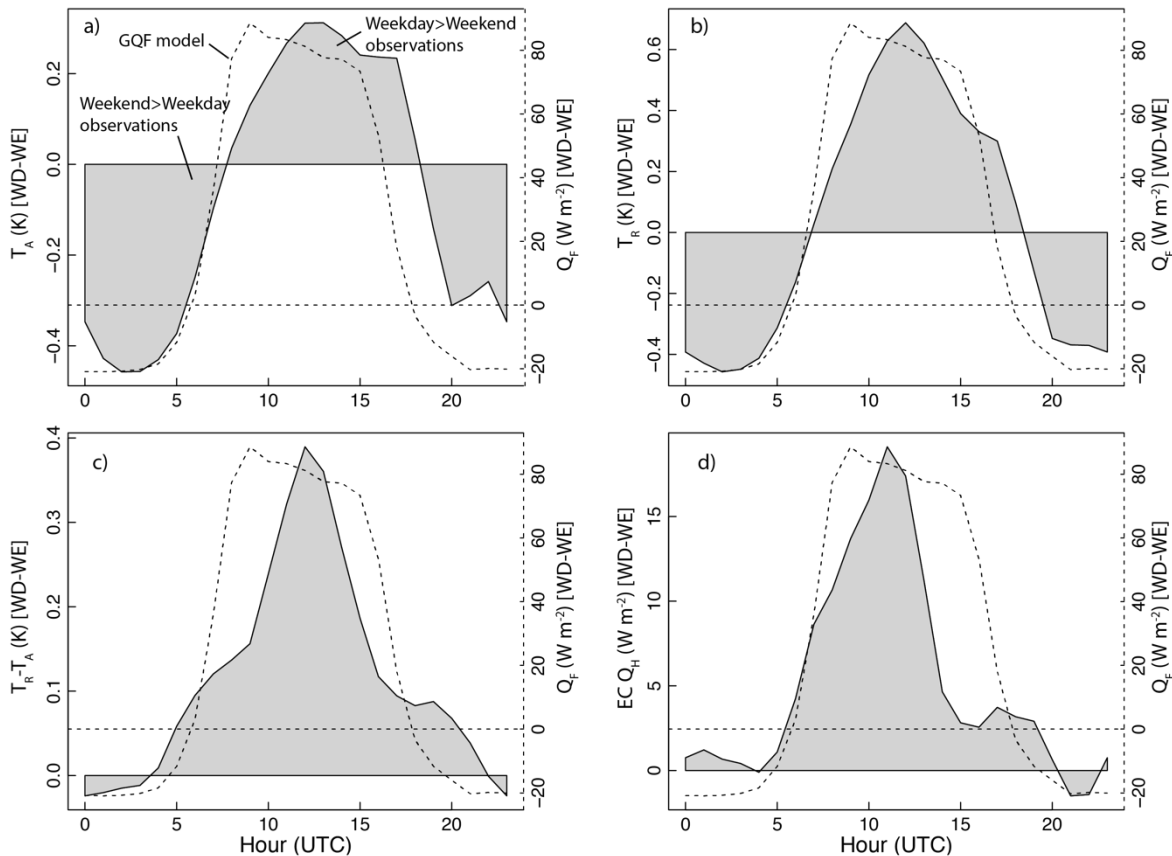 a)
GQF model
Weekday>Weekend
observations
Weekend>Weekday
observations
T_A (K) [WD-WE]
0.2
0.0
−0.2
−0.4
Q_F (W m⁻²) [WD-WE]
80
60
40
20
0
−20
0 5 10 15 20
b)
T_R (K) [WD-WE]
0.6
0.4
0.2
0.0
−0.2
−0.4
Q_F (W m⁻²) [WD-WE]
80
60
40
20
0
−20
0 5 10 15 20
c)
T_R-T_A (K) [WD-WE]
0.4
0.3
0.2
0.1
0.0
Q_F (W m⁻²) [WD-WE]
80
60
40
20
0
−20
0 5 10 15 20
Hour (UTC)
d)
EC Q_H (W m⁻²) [WD-WE]
15
10
5
0
Q_F (W m⁻²) [WD-WE]
80
60
40
20
0
−20
0 5 10 15 20
Hour (UTC)